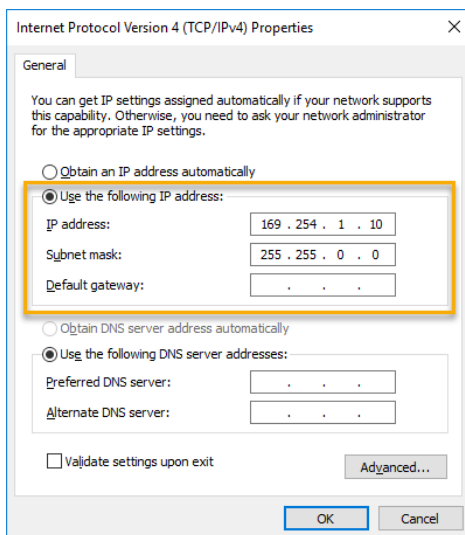 Internet Protocol Version 4 (TCP/IPv4) Properties
General
You can get IP settings assigned automatically if your network supports
this capability. Otherwise, you need to ask your network administrator
for the appropriate IP settings.
Obtain an IP address automatically
Use the following IP address:
IP address: 169 . 254 . 1 . 10
Subnet mask: 255 . 255 . 0 . 0
Default gateway: . . .
Obtain DNS server address automatically
Use the following DNS server addresses:
Preferred DNS server: . . .
Alternate DNS server: . . .
Validate settings upon exit
Advanced...
OK Cancel